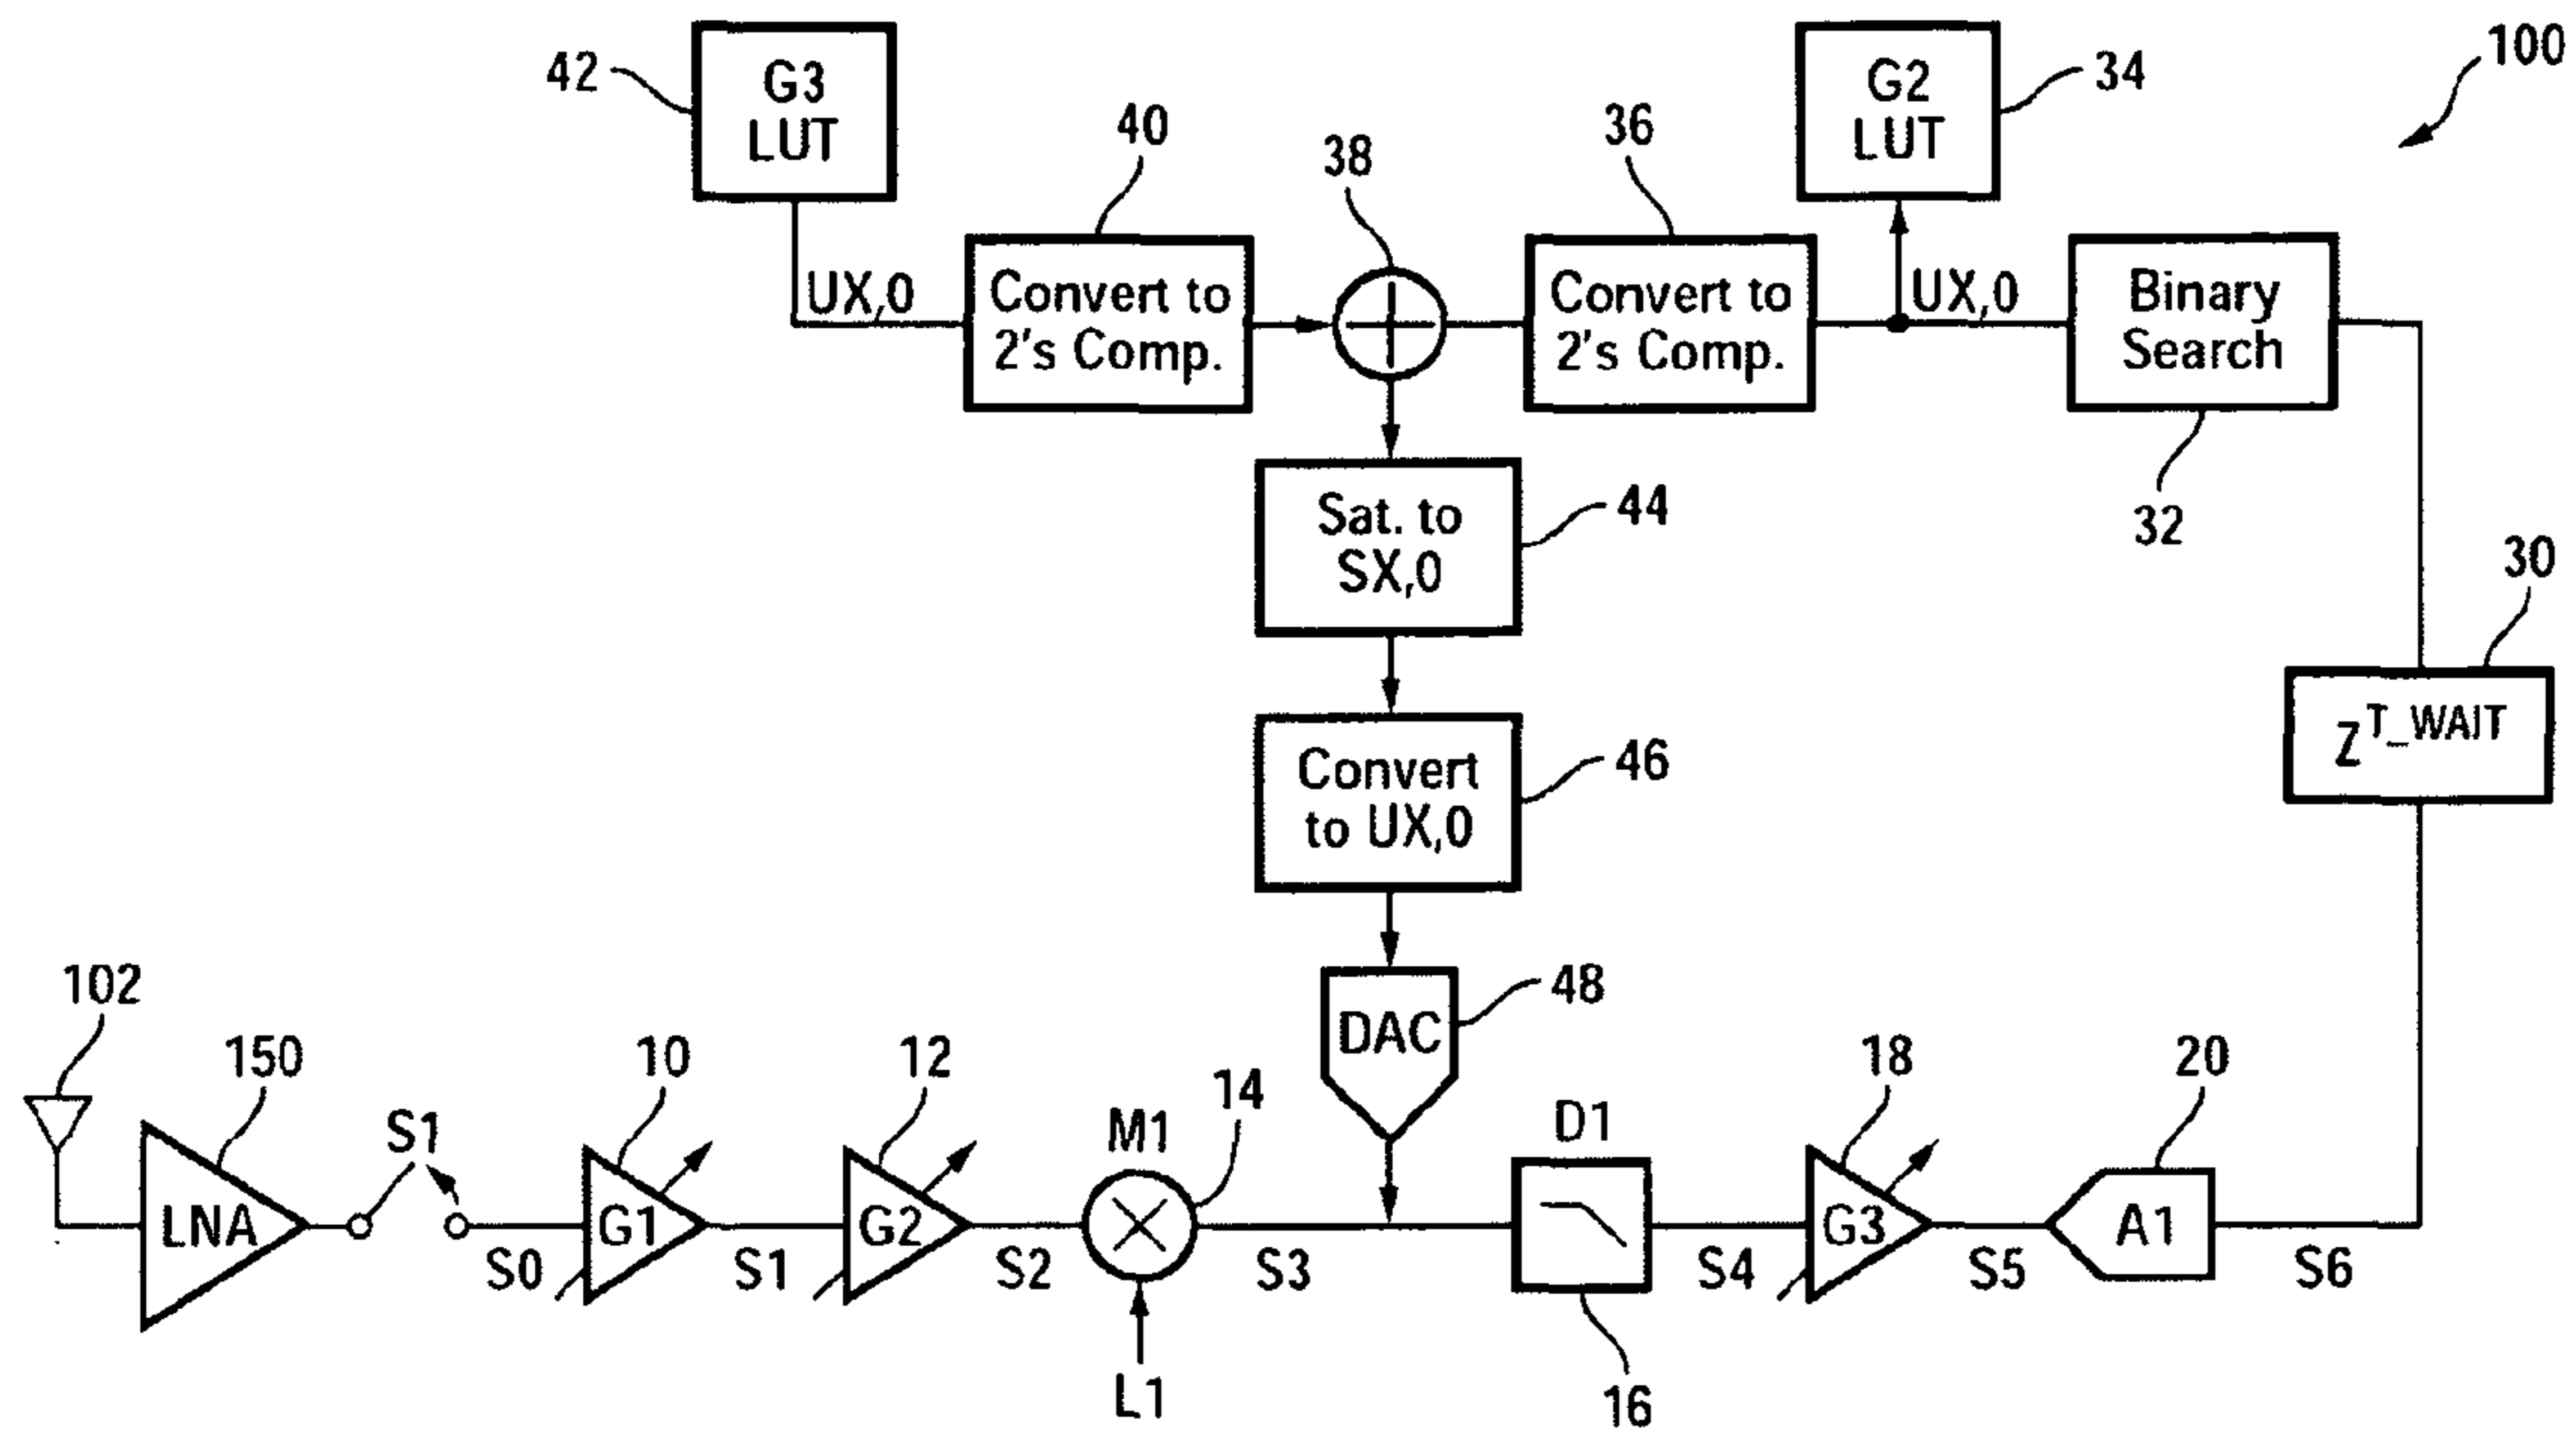 100
42
G3
LUT
40
38
36
G2
LUT
34
UX,0
Convert to
2's Comp.
Convert to
2's Comp.
UX,0
Binary
Search
32
Sat. to
SX,0
44
30
Z T_WAIT
Convert
to UX,0
46
DAC
48
102
150
LNA
S1
S0
10
G1
S1
12
G2
S2
M1
14
L1
S3
D1
16
S4
18
G3
S5
20
A1
S6